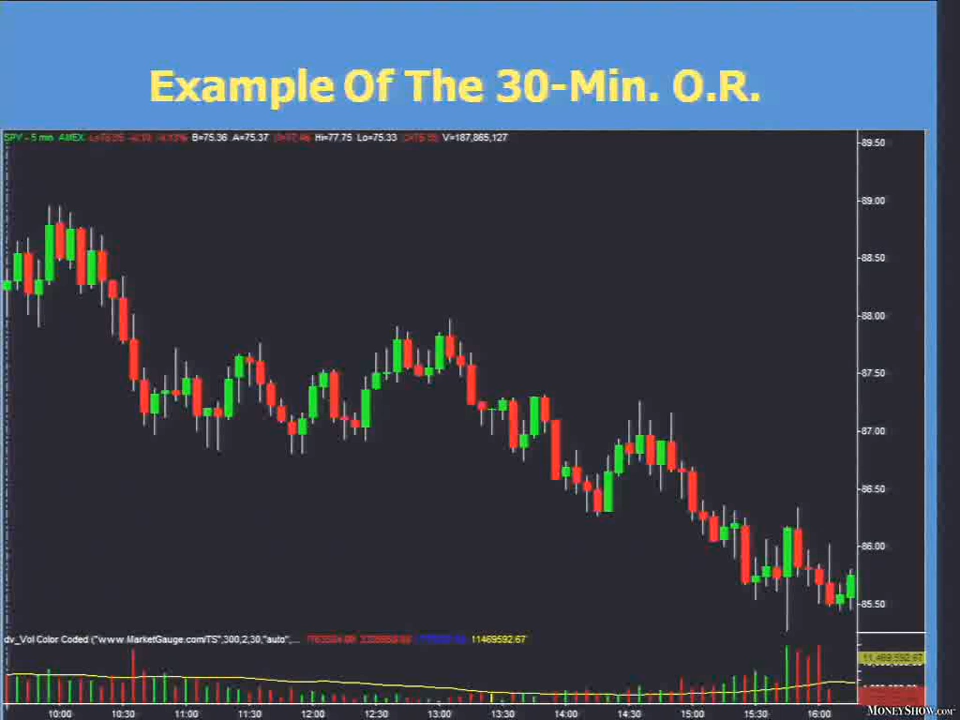 Example Of The 30-Min. O.R.
SPY - 5 min AMEX B=75.36 A=75.37 Hi=77.75 Lo=75.33 V=187,865,127
89.50
89.00
88.50
88.00
87.50
87.00
86.50
86.00
85.50
dv_Vol Color Coded ("www.MarketGauge.com/TS",300,2,30,"auto",... 11469592.67
11,469,592.67
10:00 10:30 11:00 11:30 12:00 12:30 13:00 13:30 14:00 14:30 15:00 15:30 16:00
MONEYSHOW.com